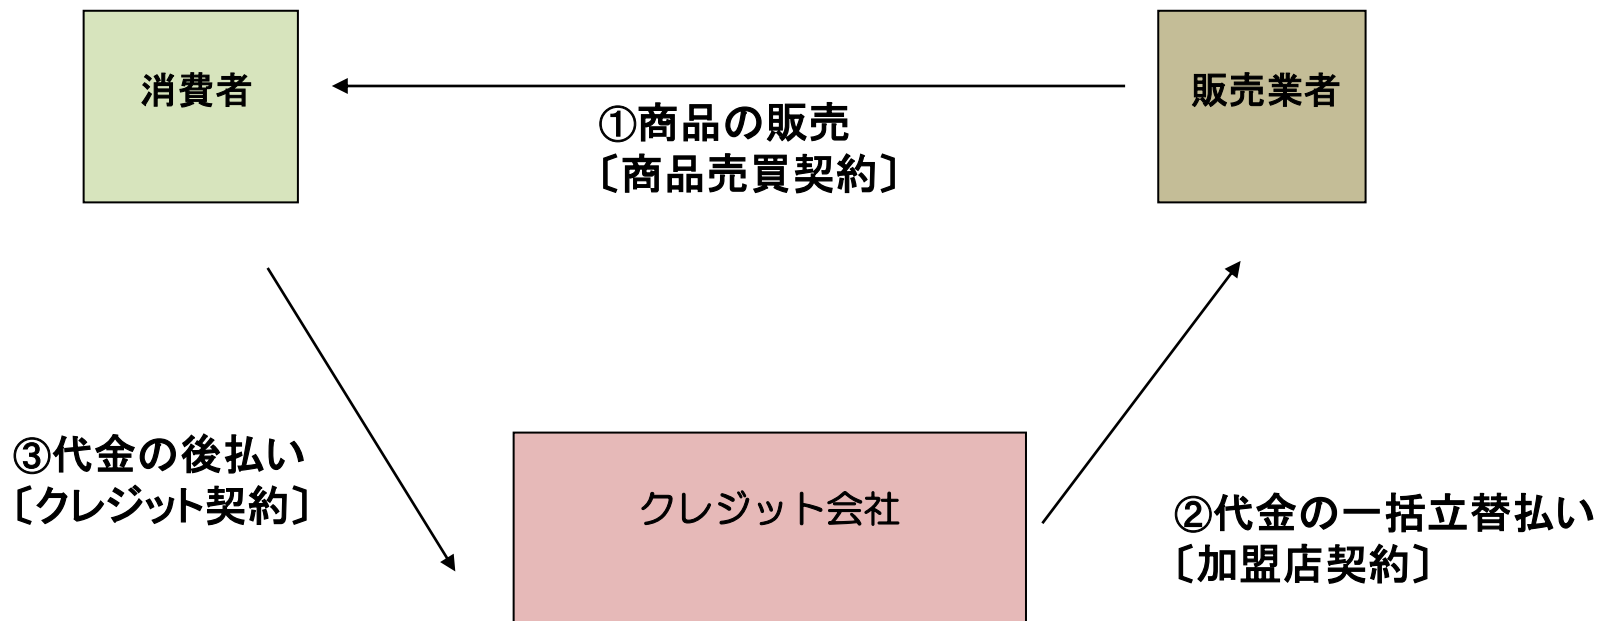 消費者
販売業者
①商品の販売
〔商品売買契約〕
③代金の後払い
〔クレジット契約〕
クレジット会社
②代金の一括立替払い
〔加盟店契約〕